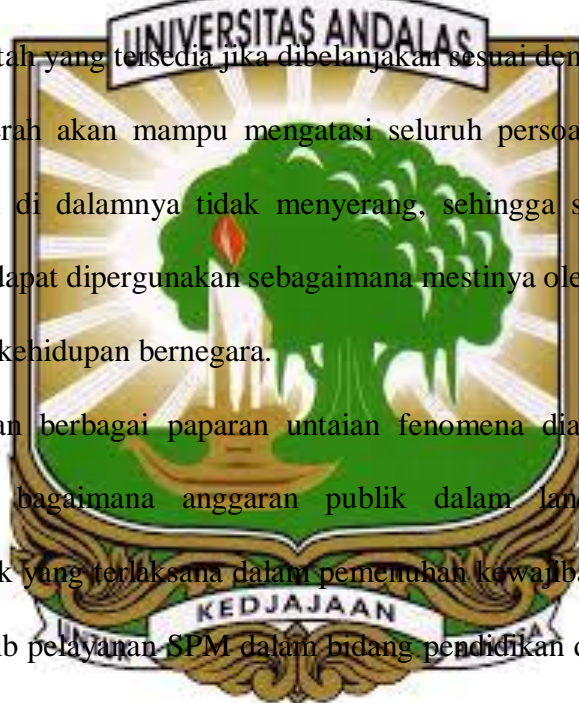 UNIVERSITAS ANDALAS
tah yang tersedia jika dibelanjakan sesuai den
rah akan mampu mengatasi seluruh persoa
di dalamnya tidak menyerang, sehingga s
dapat dipergunakan sebagaimana mestinya ole
kehidupan bernegara.
an berbagai paparan untaian fenomena dia
bagaimana anggaran publik dalam lan
k yang terlaksana dalam pemenuhan kewajiba
KEDJAJAAN
b pelayanan SPM dalam bidang pendidikan d